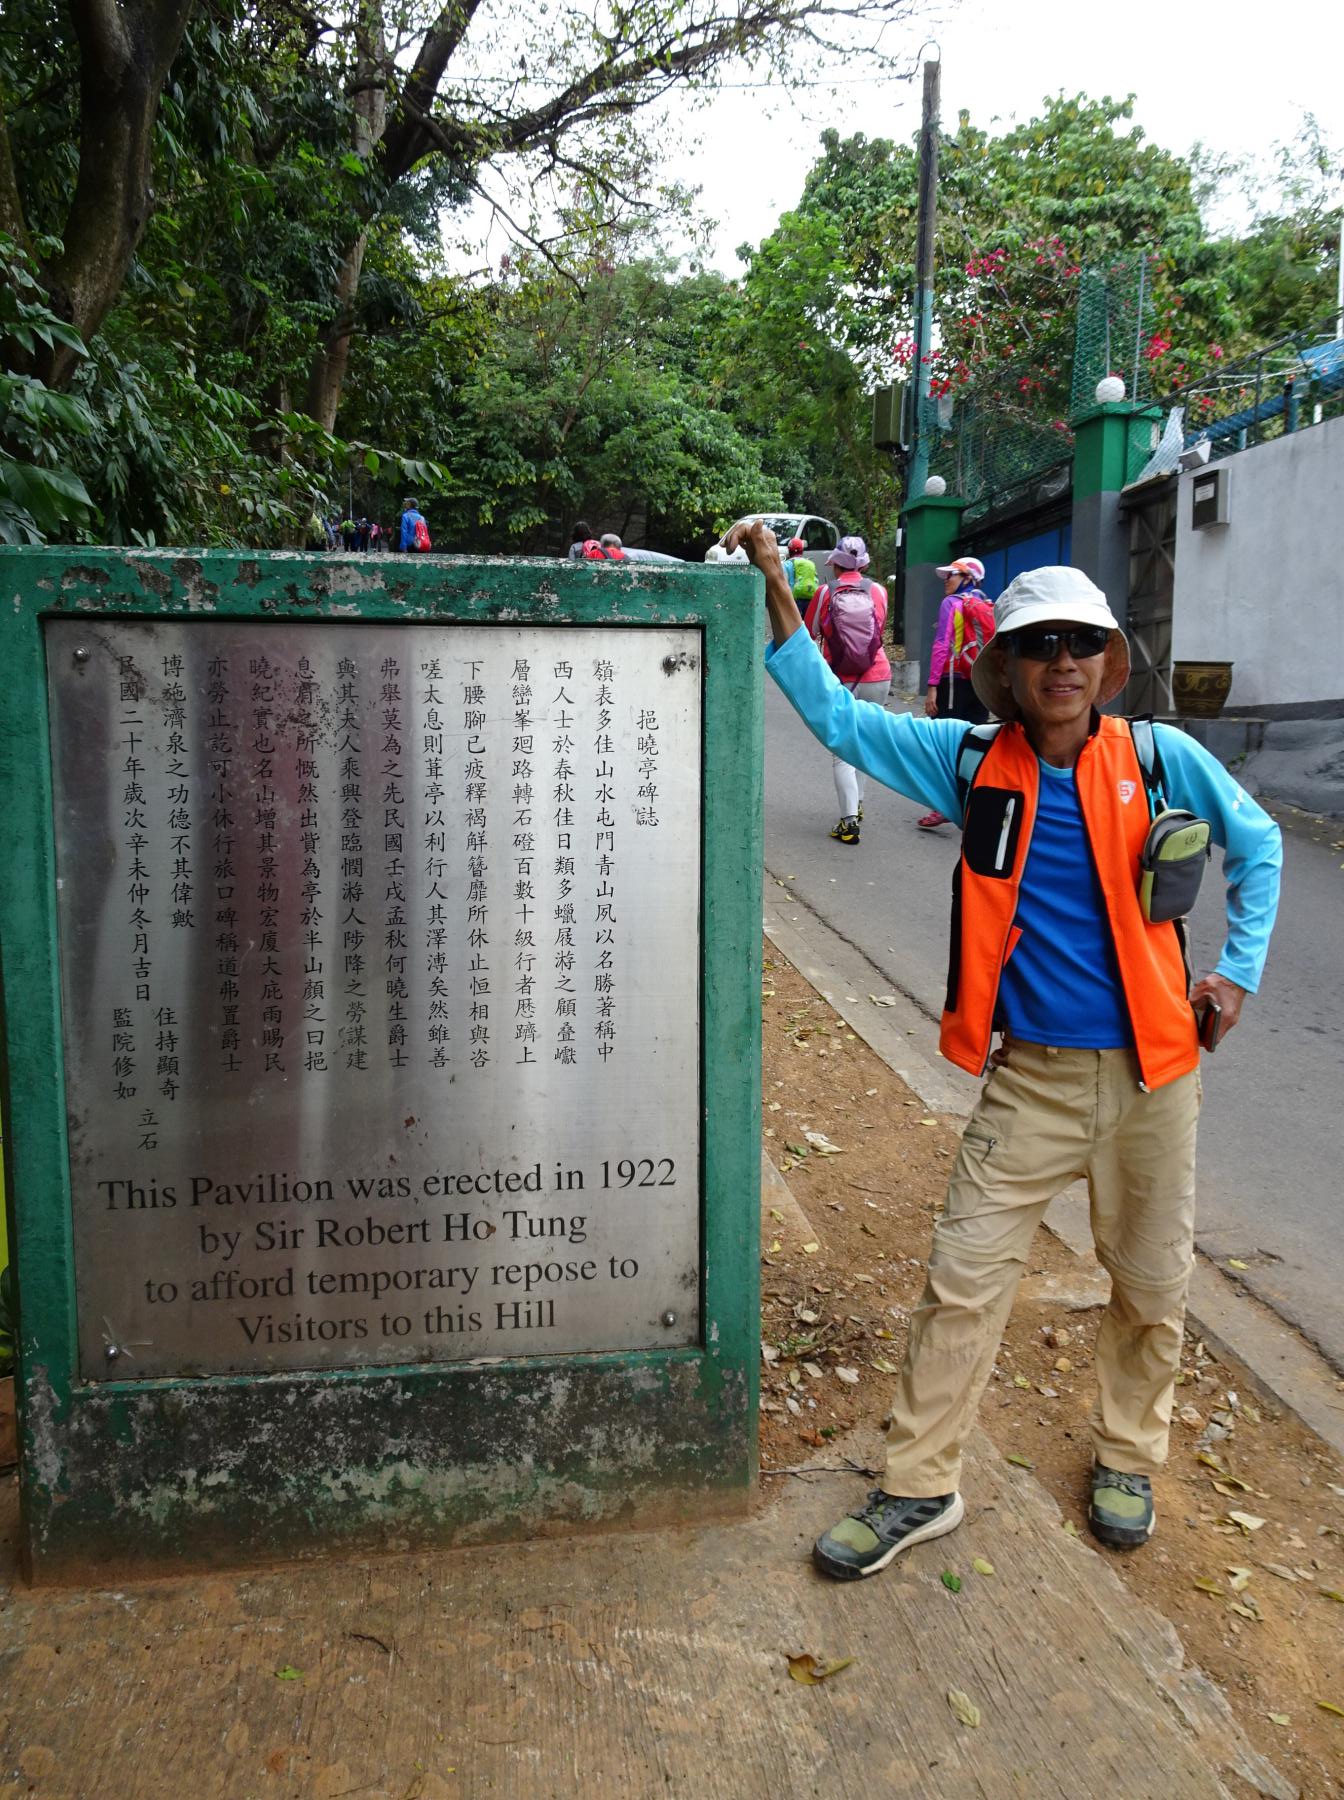 挹曉亭碑誌
嶺表多佳山水屯門青山夙以名勝著稱中
西人士於春秋佳日類多蠟屐游之顧叠巘
層巒峯廻路轉石磴百數十級行者歷躋上
下腰腳已疲釋褐解簪靡所休止恒相與咨
嗟太息則葺亭以利行人其澤溥矣然雖善
弗舉莫為之先民國壬戌孟秋何曉生爵士
與其夫人乘興登臨憫游人陟降之勞謀建
息肩之所慨然出貲為亭於半山顏之曰挹
曉紀實也名山增其景物宏廈大庇雨暘民
亦勞止訖可小休行旅口碑稱道弗置爵士
博施濟泉之功德不其偉歟
民國二十年歲次辛未仲冬月吉日
住持顯奇
監院修如
立石
This Pavilion was erected in 1922
by Sir Robert Ho Tung
to afford temporary repose to
Visitors to this Hill